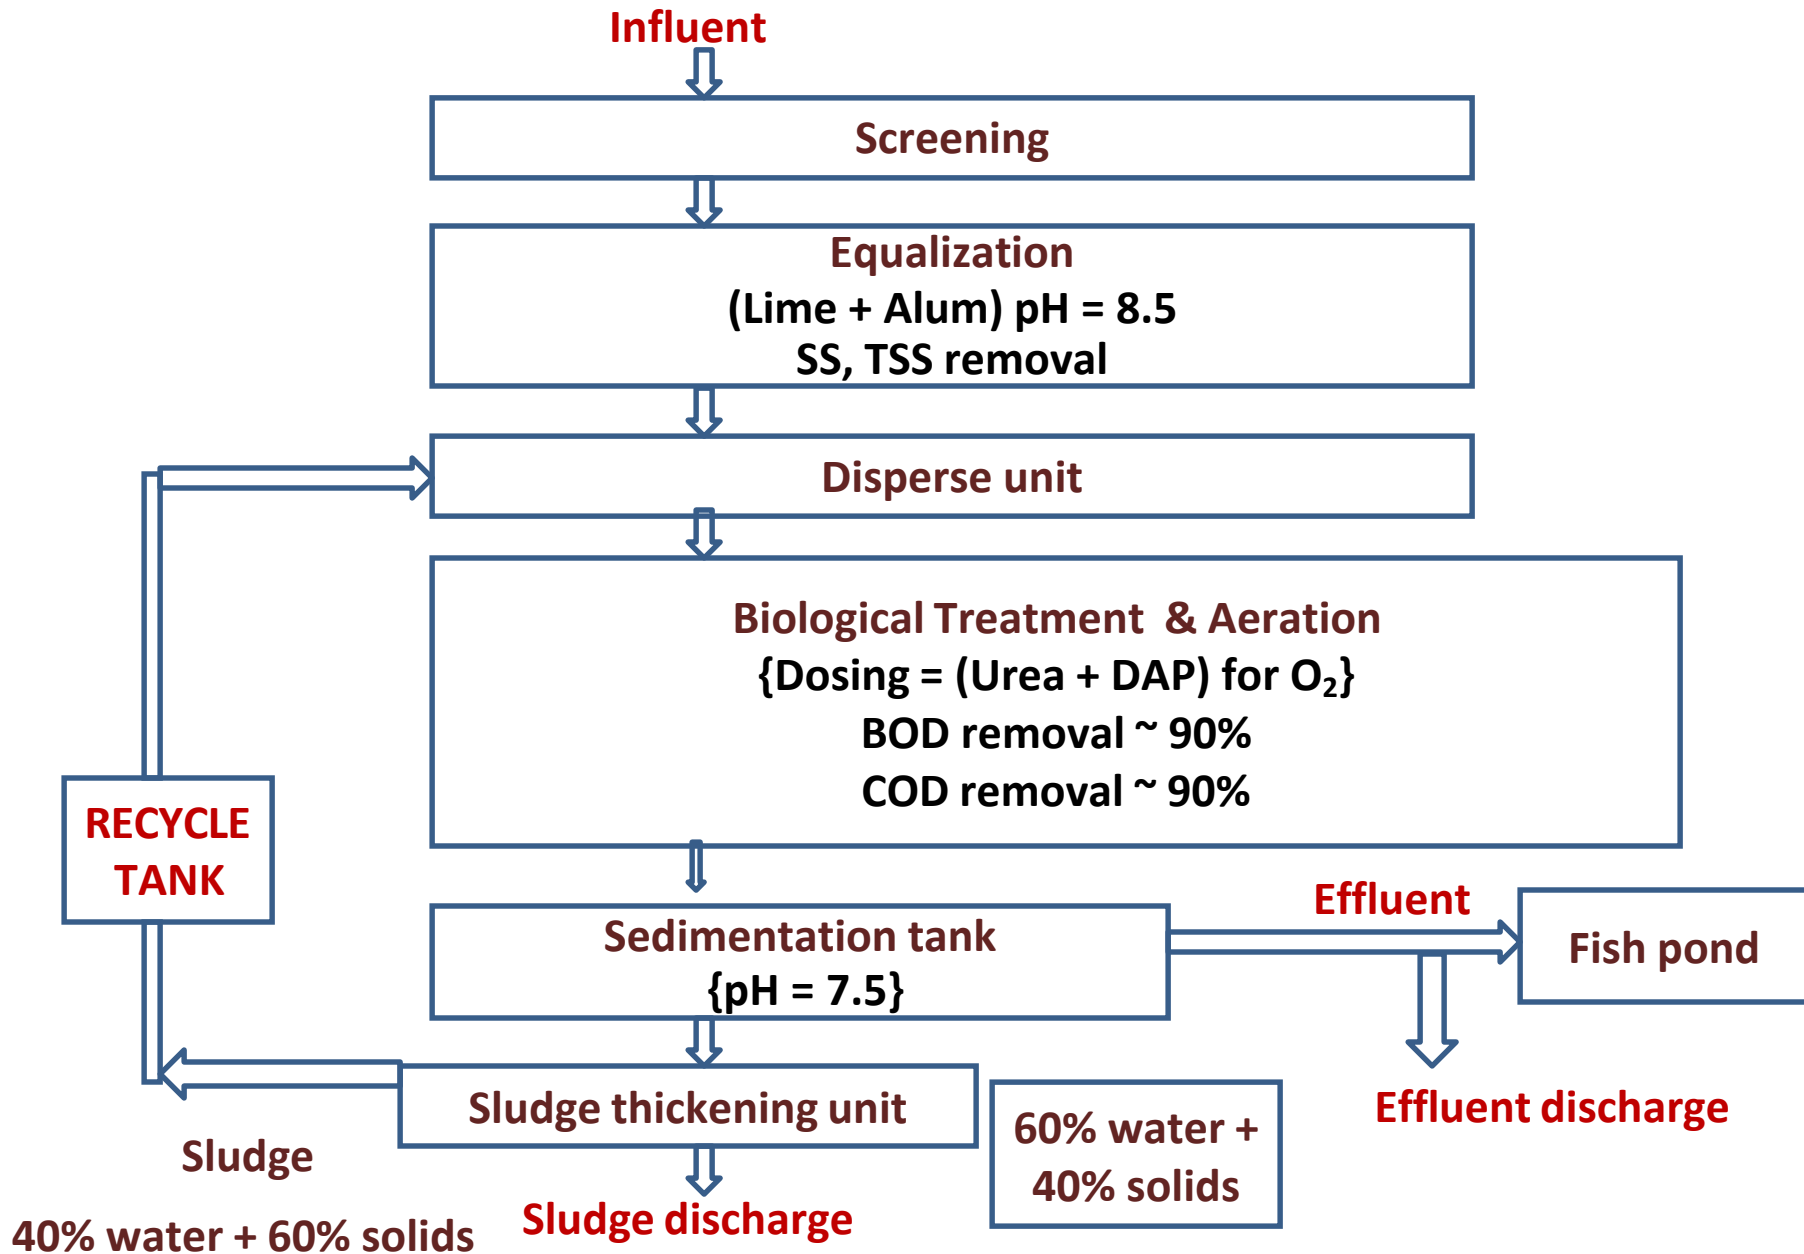 Influent
Screening
Equalization
(Lime + Alum) pH = 8.5
SS, TSS removal
Disperse unit
Biological Treatment & Aeration
{Dosing = (Urea + DAP) for O₂}
BOD removal ~ 90%
COD removal ~ 90%
RECYCLE
TANK
Sedimentation tank
{pH = 7.5}
Effluent
Fish pond
Effluent discharge
Sludge thickening unit
60% water +
40% solids
Sludge
40% water + 60% solids
Sludge discharge